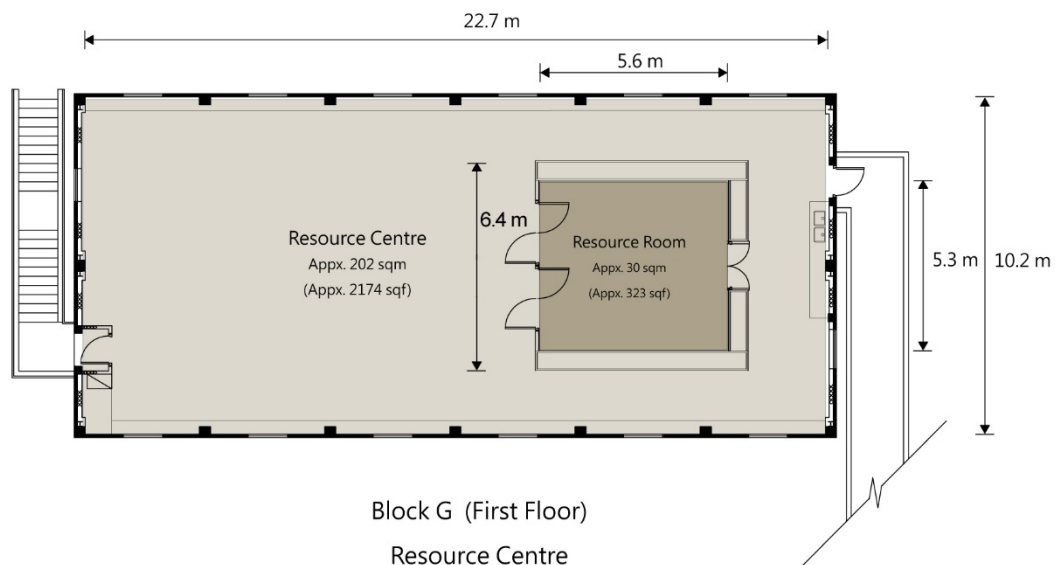 22.7 m
5.6 m
6.4 m
Resource Centre
Appx. 202 sqm
(Appx. 2174 sqf)
Resource Room
Appx. 30 sqm
(Appx. 323 sqf)
5.3 m
10.2 m
Block G (First Floor)
Resource Centre